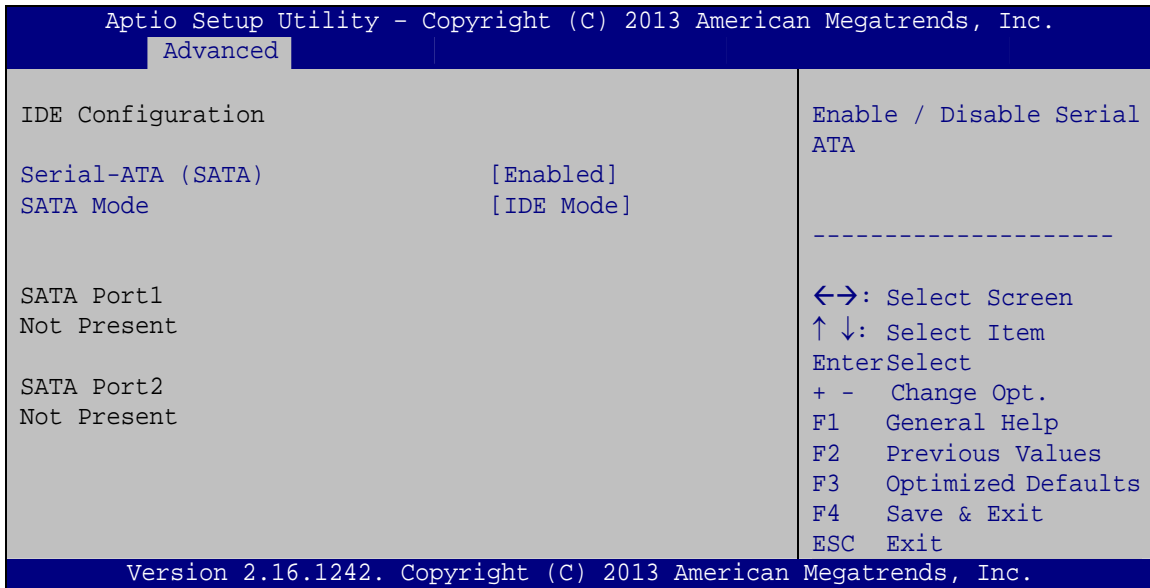 Aptio Setup Utility – Copyright (C) 2013 American Megatrends, Inc.
Advanced
IDE Configuration
Serial-ATA (SATA) [Enabled]
SATA Mode [IDE Mode]
SATA Port1
Not Present
SATA Port2
Not Present
Enable / Disable Serial
ATA
---------------------
←→: Select Screen
↑ ↓: Select Item
EnterSelect
+ - Change Opt.
F1 General Help
F2 Previous Values
F3 Optimized Defaults
F4 Save & Exit
ESC Exit
Version 2.16.1242. Copyright (C) 2013 American Megatrends, Inc.